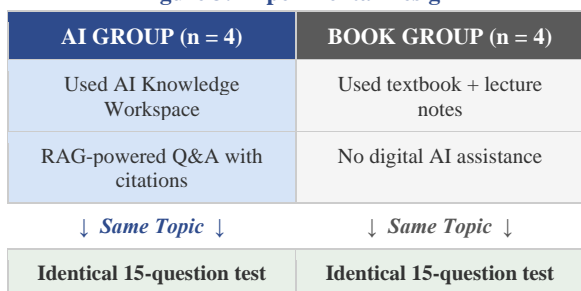 AI GROUP (n = 4)
BOOK GROUP (n = 4)
Used AI Knowledge
Workspace
Used textbook + lecture
notes
RAG-powered Q&A with
citations
No digital AI assistance
↓ Same Topic ↓
↓ Same Topic ↓
Identical 15-question test
Identical 15-question test